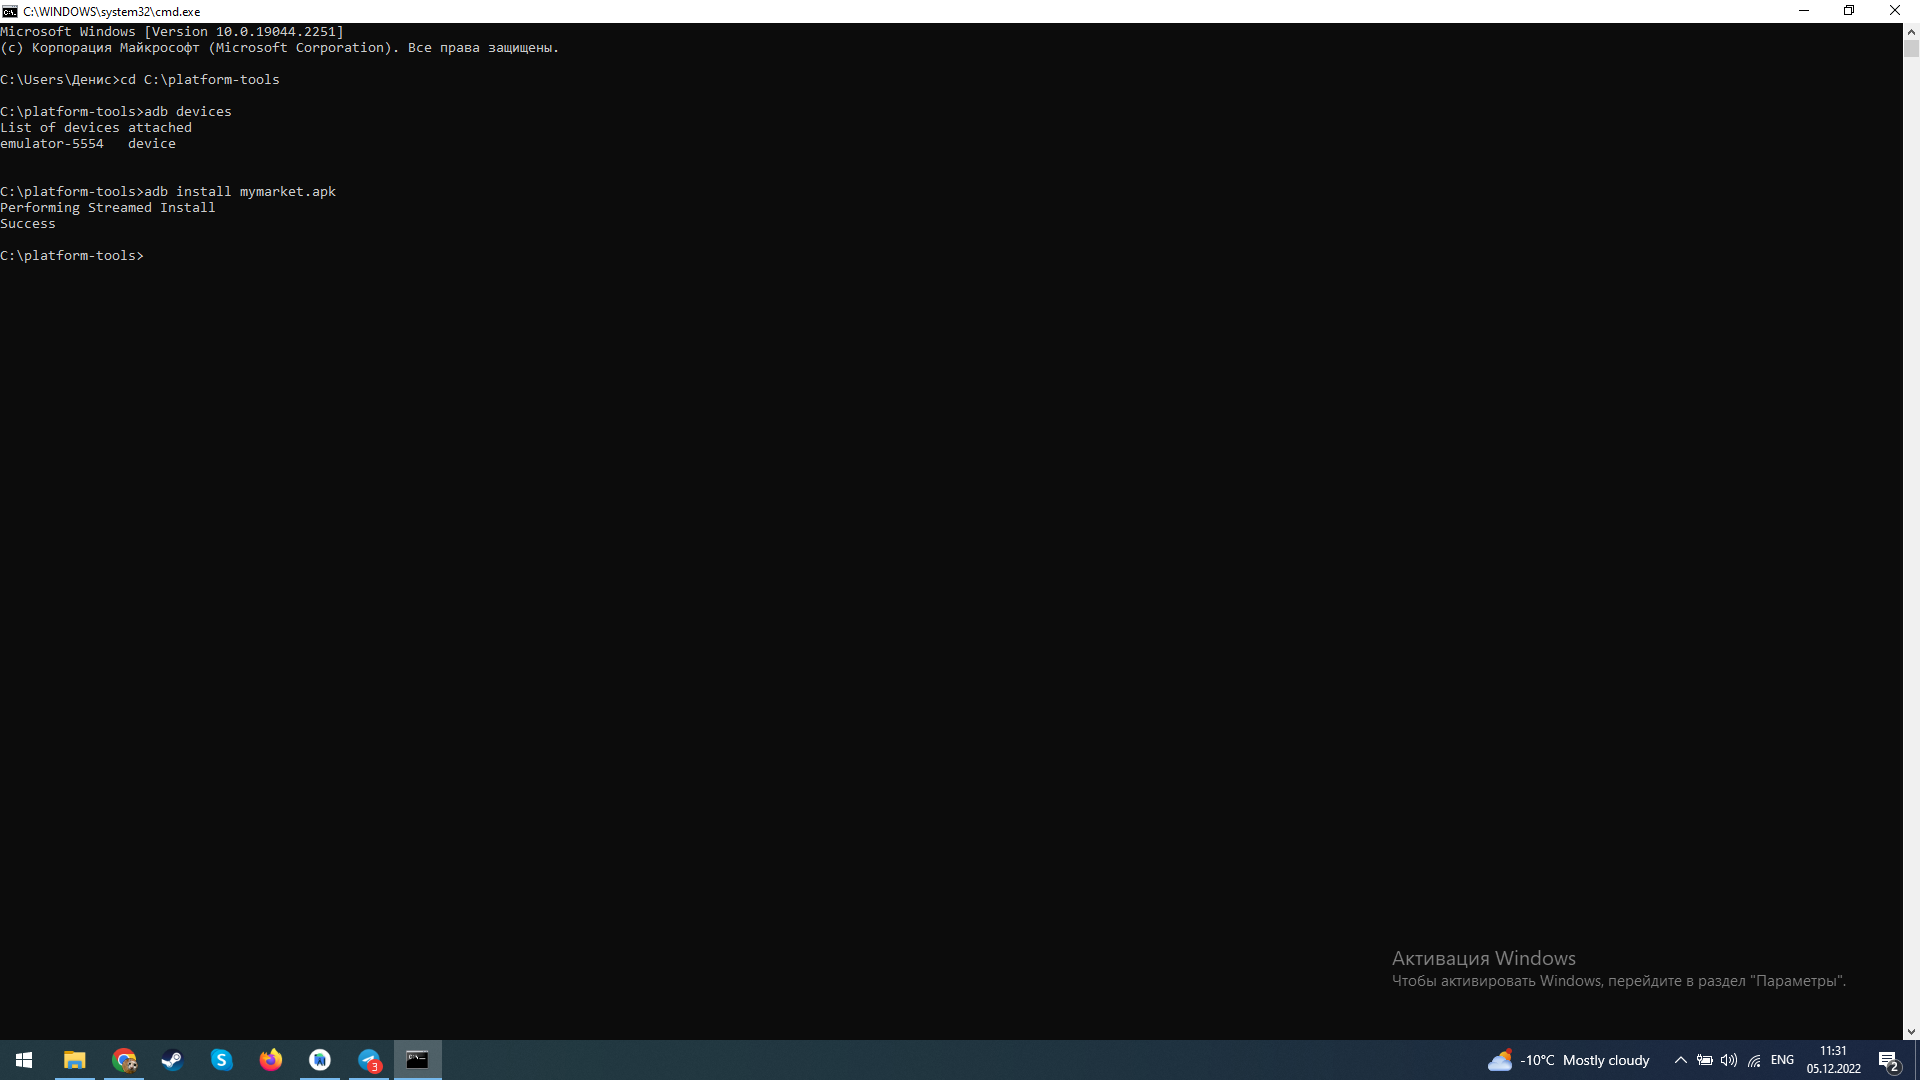 C:\WINDOWS\system32\cmd.exe
Microsoft Windows [Version 10.0.19044.2251]
(c) Корпорация Майкрософт (Microsoft Corporation). Все права защищены.
C:\Users\Денис>cd C:\platform-tools
C:\platform-tools>adb devices
List of devices attached
emulator-5554   device
C:\platform-tools>adb install mymarket.apk
Performing Streamed Install
Success
C:\platform-tools>
Активация Windows
Чтобы активировать Windows, перейдите в раздел "Параметры".
3
-10°C Mostly cloudy
ENG
11:31
05.12.2022
2